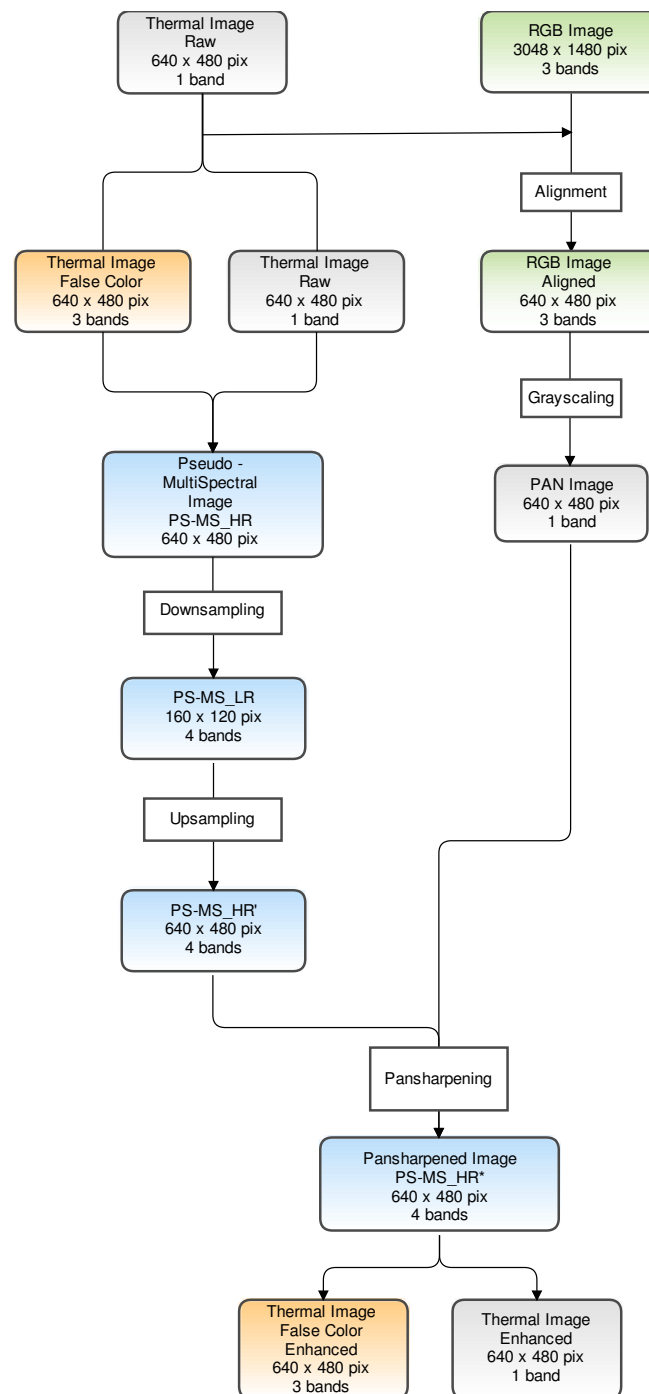 Thermal Image
Raw
640 x 480 pix
1 band
RGB Image
3048 x 1480 pix
3 bands
Alignment
Thermal Image
False Color
640 x 480 pix
3 bands
Thermal Image
Raw
640 x 480 pix
1 band
RGB Image
Aligned
640 x 480 pix
3 bands
Grayscaling
Pseudo -
MultiSpectral
Image
PS-MS_HR
640 x 480 pix
PAN Image
640 x 480 pix
1 band
Downsampling
PS-MS_LR
160 x 120 pix
4 bands
Upsampling
PS-MS_HR'
640 x 480 pix
4 bands
Pansharpening
Pansharpened Image
PS-MS_HR*
640 x 480 pix
4 bands
Thermal Image
False Color
Enhanced
640 x 480 pix
3 bands
Thermal Image
Enhanced
640 x 480 pix
1 band